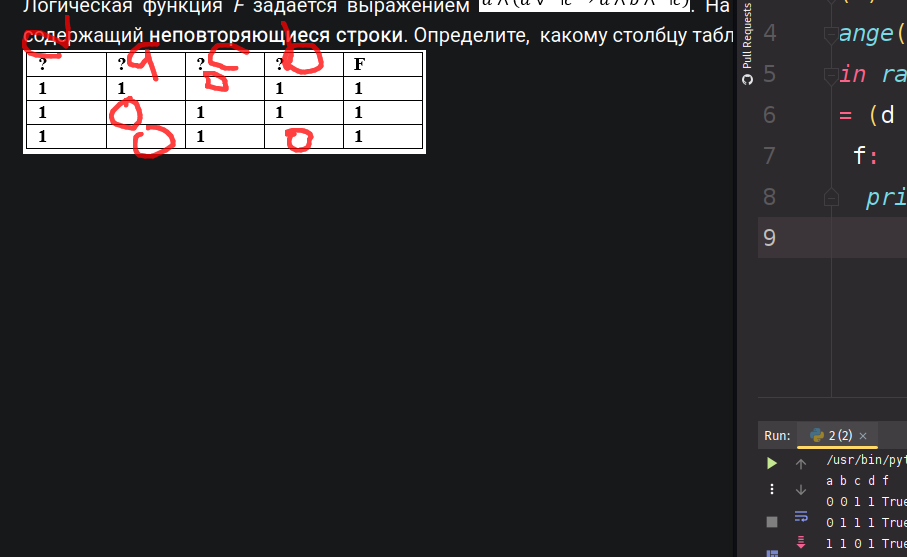 Логическая функция F задаётся выражением На
содержащий неповторяющиеся строки. Определите, какому столбцу табл
? ? a ? c ? b F
1 1 0 1 1
1 0 1 1 1
1 0 1 0 1
Pull Requests
4 ange(
5 in ra
6 = (d
7 f:
8 pri
9
Run: 2 (2) ×
/usr/bin/pyt
a b c d f
0 0 1 1 True
0 1 1 1 True
1 1 0 1 True